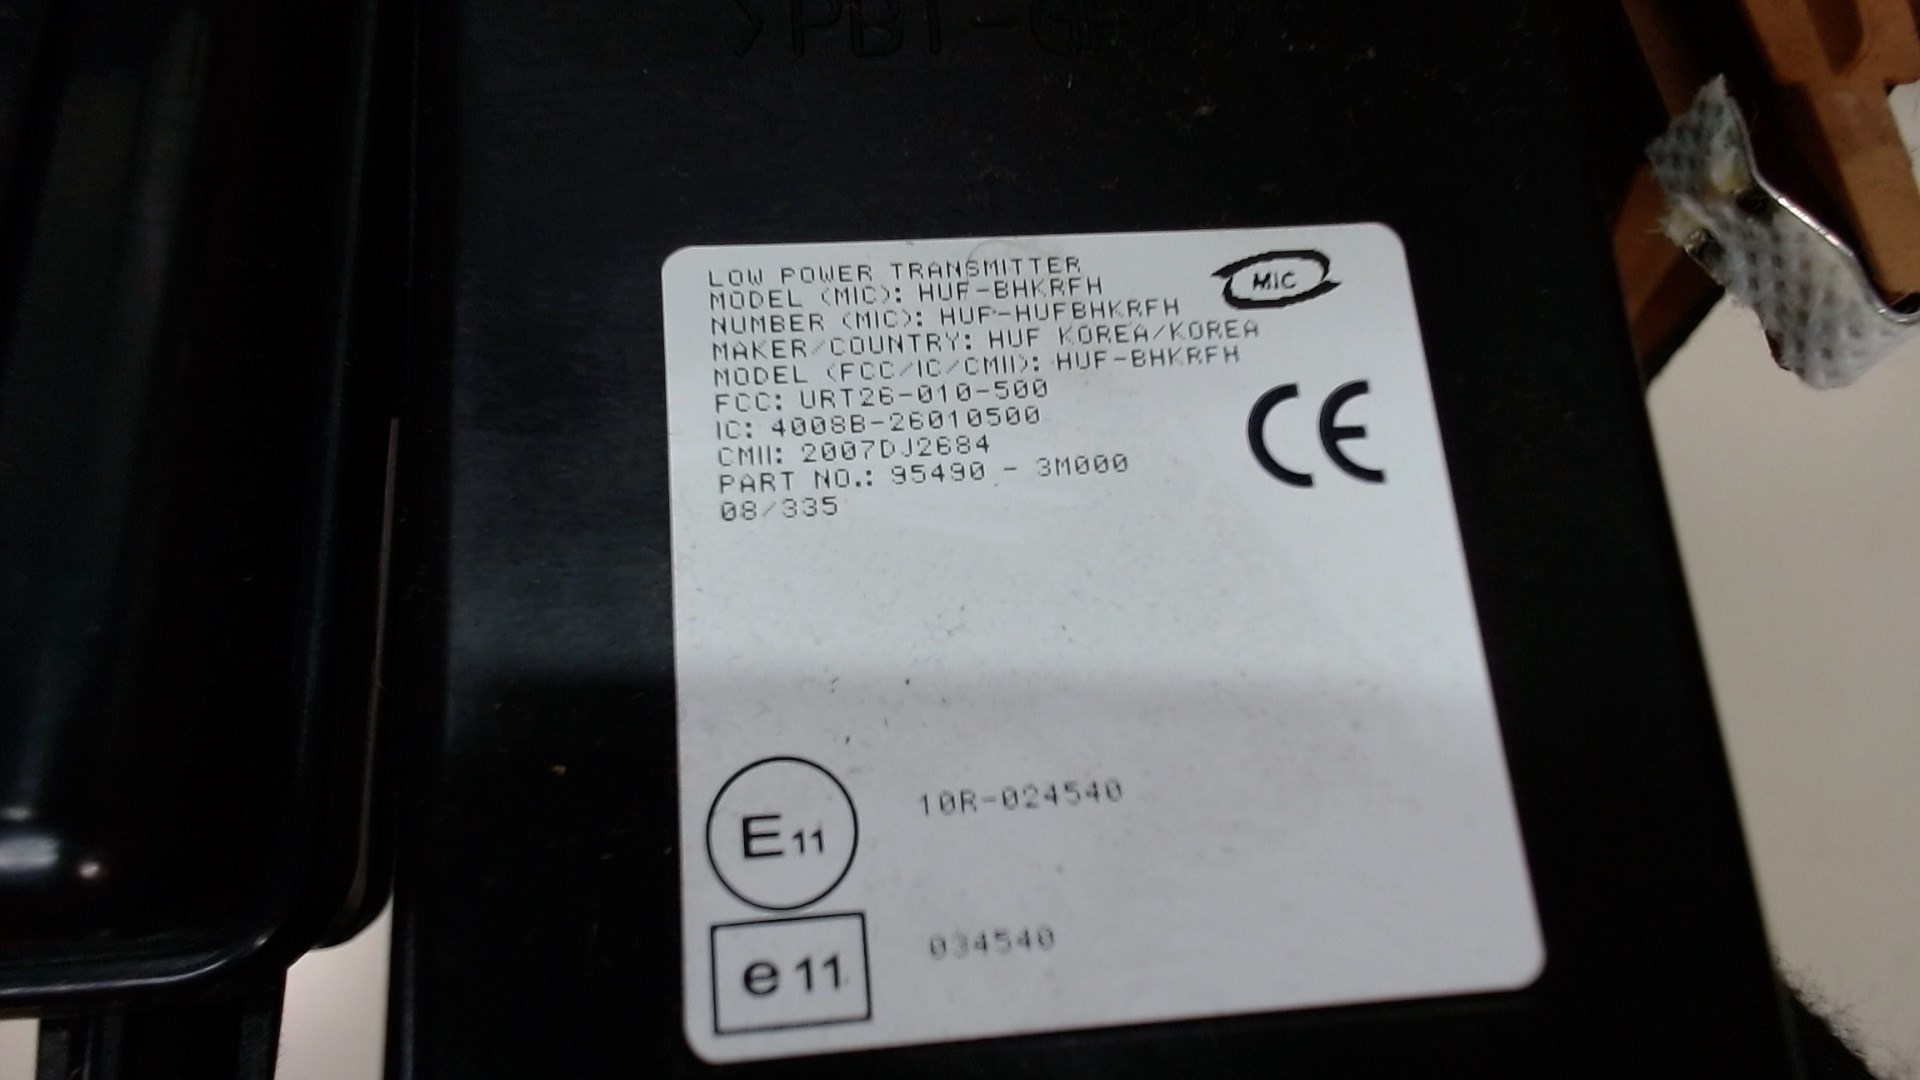 >PBT-GF20
LOW POWER TRANSMITTER
MIC
MODEL (MIC): HUF-BHKRFH
NUMBER (MIC): HUF-HUFBHKRFH
MAKER/COUNTRY: HUF KOREA/KOREA
MODEL (FCC/IC/CMII): HUF-BHKRFH
FCC: URT26-010-500
IC: 4008B-26010500
CMII: 2007DJ2684
PART NO.: 95490 - 3M000
08/335
CE
E11 10R-024540
e11 034540